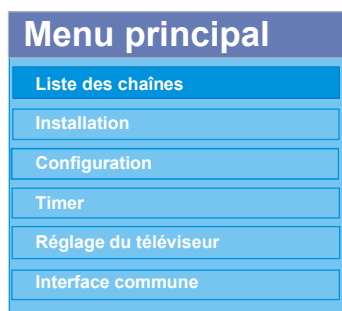 Menu principal
Liste des chaînes
Installation
Configuration
Timer
Réglage du téléviseur
Interface commune